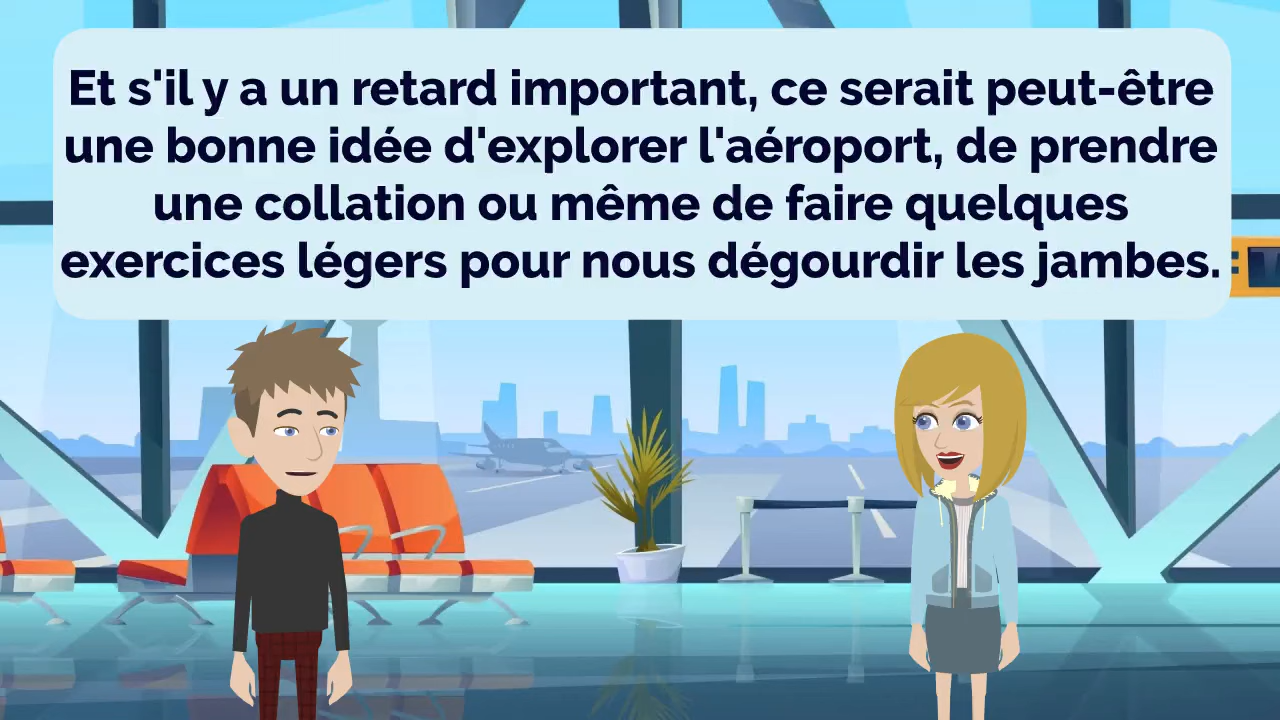 Et s'il y a un retard important, ce serait peut-être
une bonne idée d'explorer l'aéroport, de prendre
une collation ou même de faire quelques
exercices légers pour nous dégourdir les jambes.